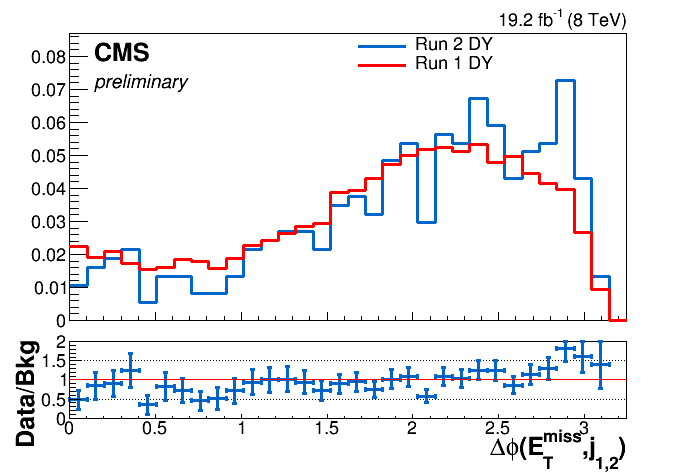 19.2 fb⁻¹ (8 TeV)
CMS
preliminary
Run 2 DY
Run 1 DY
0.08
0.07
0.06
0.05
0.04
0.03
0.02
0.01
0
Data/Bkg
2
1.5
1
0.5
0
0 0.5 1 1.5 2 2.5 3
Δϕ(E_T^miss,j_1,2)